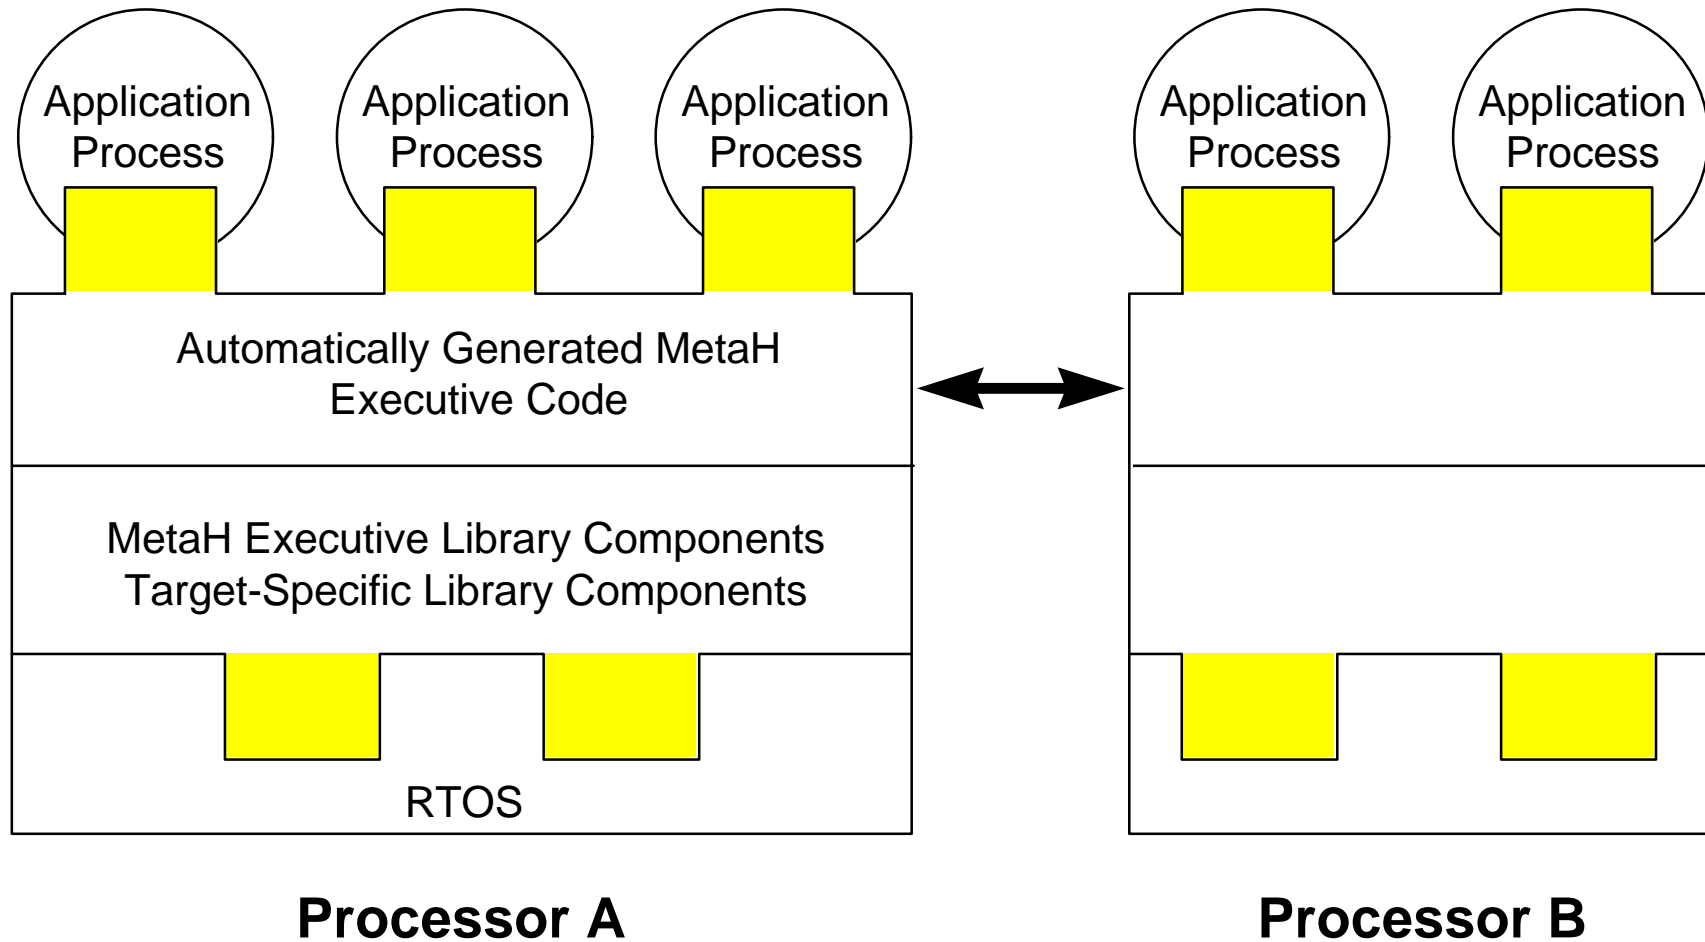 Application
Process
Application
Process
Application
Process
Application
Process
Application
Process
Automatically Generated MetaH
Executive Code
MetaH Executive Library Components
Target-Specific Library Components
RTOS
Processor A
Processor B